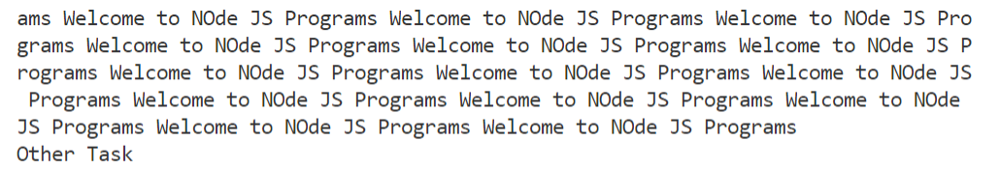 ams Welcome to NOde JS Programs Welcome to NOde JS Programs Welcome to NOde JS Pro
grams Welcome to NOde JS Programs Welcome to NOde JS Programs Welcome to NOde JS P
rograms Welcome to NOde JS Programs Welcome to NOde JS Programs Welcome to NOde JS
 Programs Welcome to NOde JS Programs Welcome to NOde JS Programs Welcome to NOde
JS Programs Welcome to NOde JS Programs Welcome to NOde JS Programs
Other Task